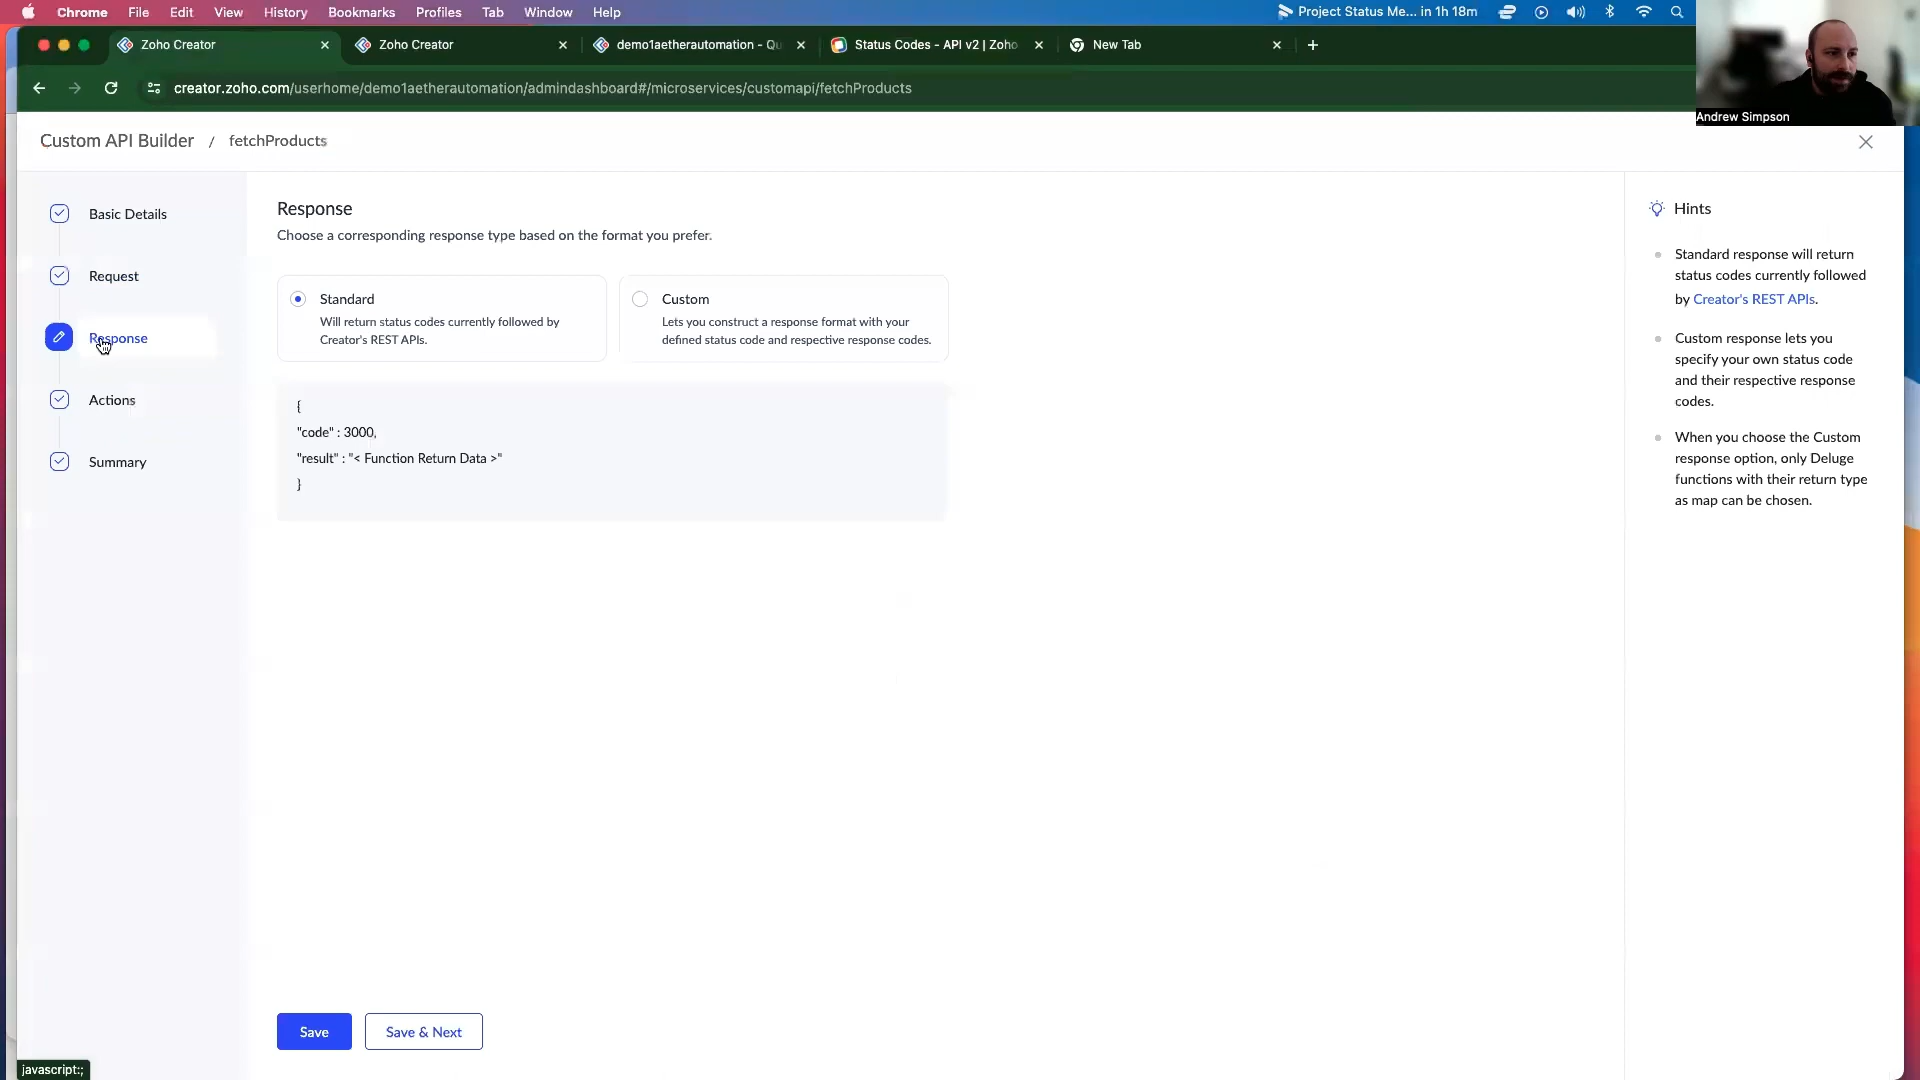 Chrome File Edit View History Bookmarks Profiles Tab Window Help
Project Status Me... in 1h 18m
Zoho Creator
Zoho Creator
demo1aetherautomation - Qu
Status Codes - API v2 | Zoho
New Tab
creator.zoho.com/userhome/demo1aetherautomation/admindashboard#/microservices/customapi/fetchProducts
Andrew Simpson
Custom API Builder / fetchProducts
Basic Details
Request
Response
Actions
Summary
Response
Choose a corresponding response type based on the format you prefer.
Standard
Will return status codes currently followed by
Creator's REST APIs.
Custom
Lets you construct a response format with your
defined status code and respective response codes.
{
"code" : 3000,
"result" : "< Function Return Data >"
}
Save
Save & Next
Hints
Standard response will return
status codes currently followed
by Creator's REST APIs.
Custom response lets you
specify your own status code
and their respective response
codes.
When you choose the Custom
response option, only Deluge
functions with their return type
as map can be chosen.
javascript:;